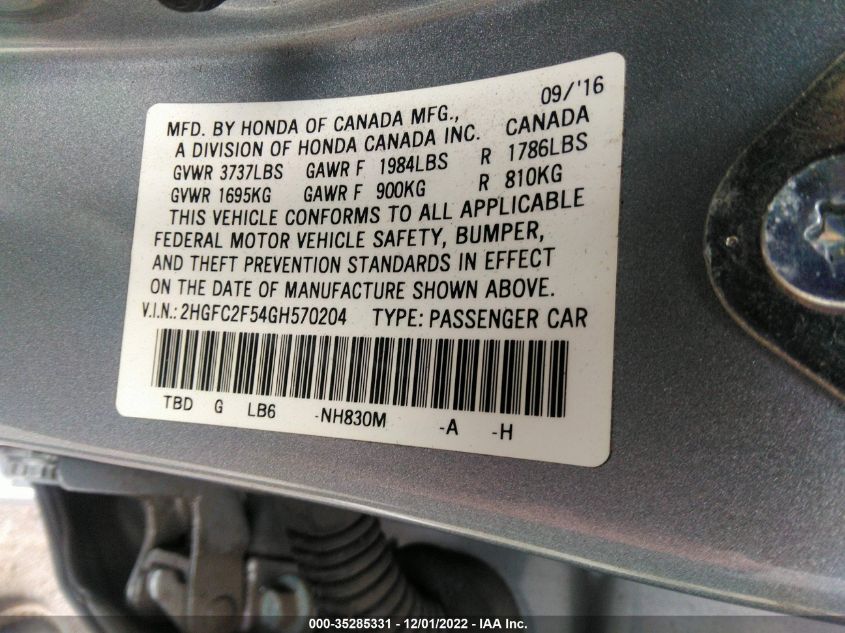 09/'16
MFD. BY HONDA OF CANADA MFG., CANADA
A DIVISION OF HONDA CANADA INC.
GVWR 3737LBS GAWR F 1984LBS R 1786LBS
GVWR 1695KG GAWR F 900KG R 810KG
THIS VEHICLE CONFORMS TO ALL APPLICABLE
FEDERAL MOTOR VEHICLE SAFETY, BUMPER,
AND THEFT PREVENTION STANDARDS IN EFFECT
ON THE DATE OF MANUFACTURE SHOWN ABOVE.
V.I.N.: 2HGFC2F54GH570204 TYPE: PASSENGER CAR
TBD G LB6 -NH830M -A -H
000-35285331 - 12/01/2022 - IAA Inc.